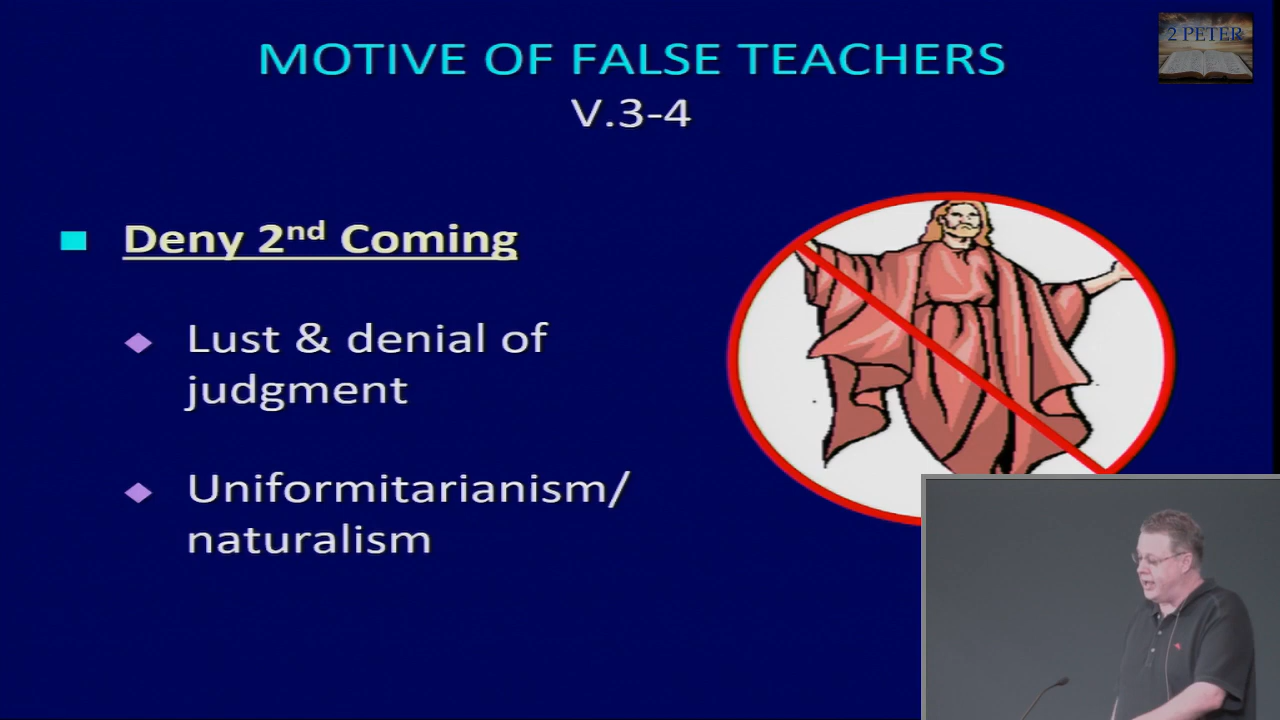 MOTIVE OF FALSE TEACHERS
V.3-4
2 PETER
Deny 2nd Coming
Lust & denial of
judgment
Uniformitarianism/
naturalism